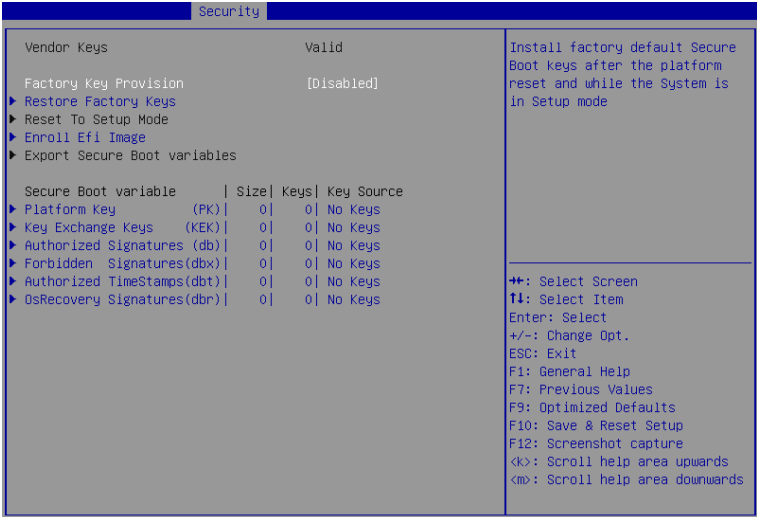 Security
Vendor Keys Valid
Factory Key Provision [Disabled]
Restore Factory Keys
Reset To Setup Mode
Enroll Efi Image
Export Secure Boot variables
Secure Boot variable | Size| Keys| Key Source
Platform Key (PK)| 0| 0| No Keys
Key Exchange Keys (KEK)| 0| 0| No Keys
Authorized Signatures (db)| 0| 0| No Keys
Forbidden Signatures(dbx)| 0| 0| No Keys
Authorized TimeStamps(dbt)| 0| 0| No Keys
OsRecovery Signatures(dbr)| 0| 0| No Keys
Install factory default Secure
Boot keys after the platform
reset and while the System is
in Setup mode
→←: Select Screen
↑↓: Select Item
Enter: Select
+/-: Change Opt.
ESC: Exit
F1: General Help
F7: Previous Values
F9: Optimized Defaults
F10: Save & Reset Setup
F12: Screenshot capture
<k>: Scroll help area upwards
<m>: Scroll help area downwards